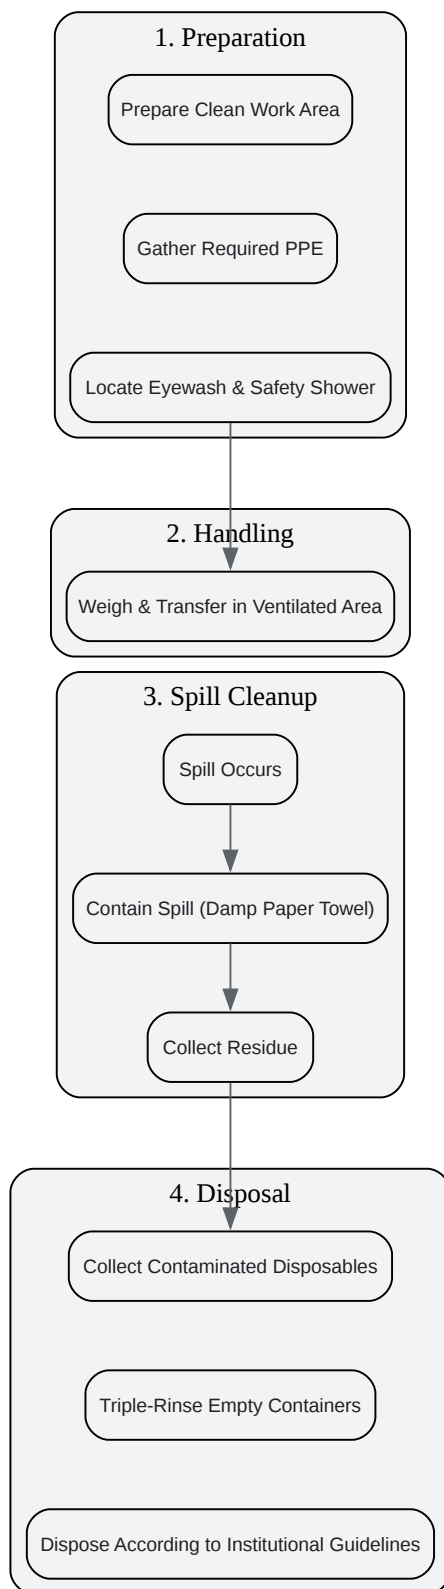 1. Preparation
Prepare Clean Work Area
Gather Required PPE
Locate Eyewash & Safety Shower
2. Handling
Weigh & Transfer in Ventilated Area
3. Spill Cleanup
Spill Occurs
Contain Spill (Damp Paper Towel)
Collect Residue
4. Disposal
Collect Contaminated Disposables
Triple-Rinse Empty Containers
Dispose According to Institutional Guidelines